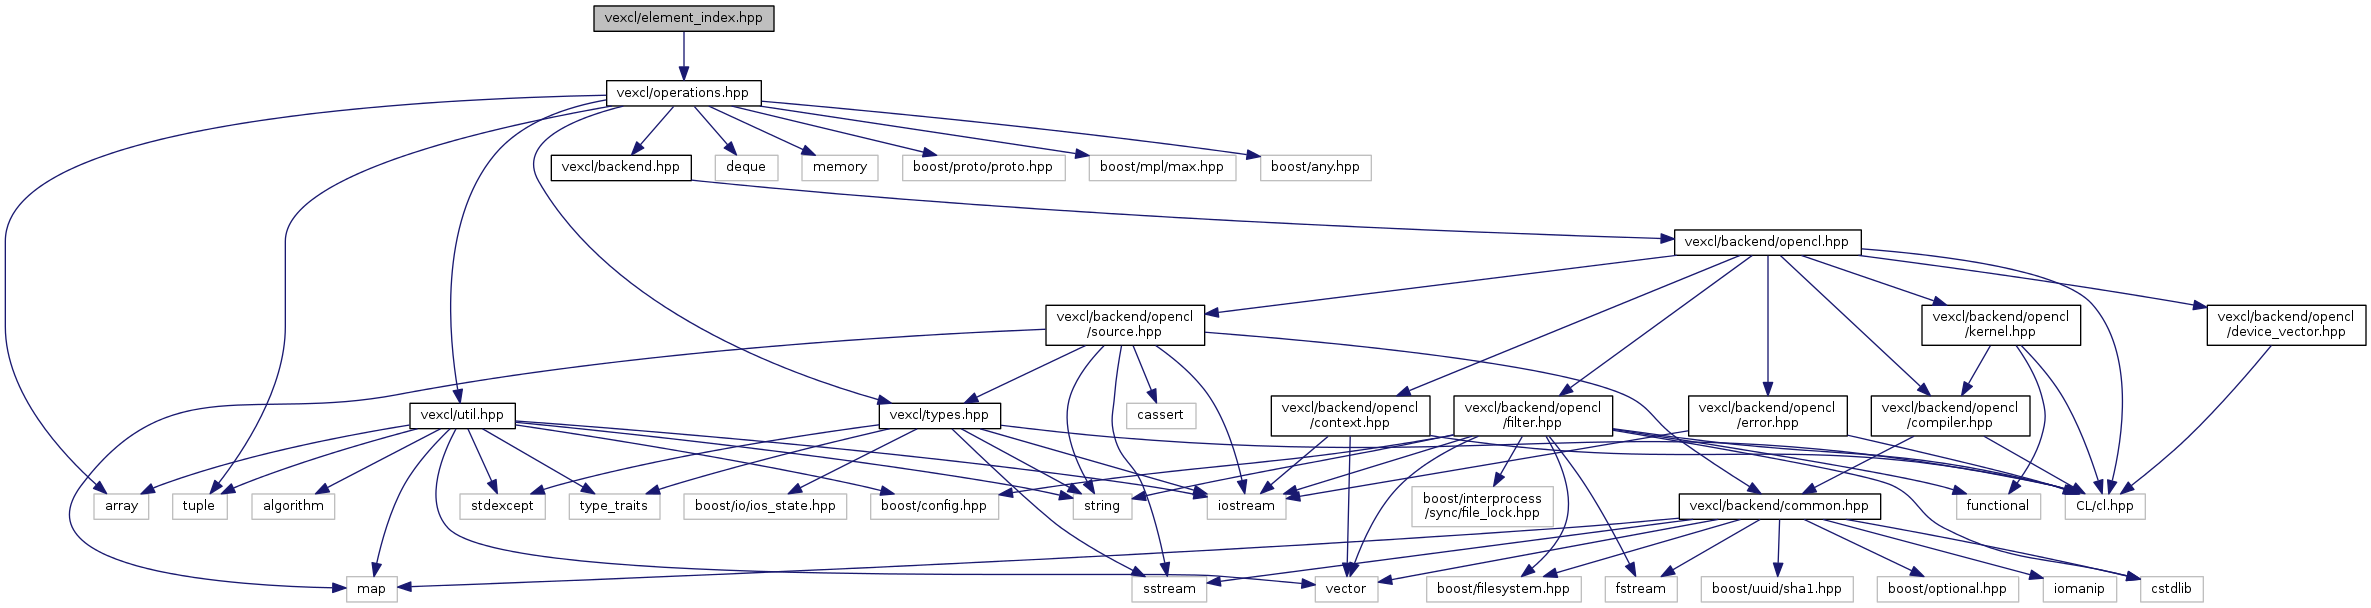 vexcl/element_index.hpp
vexcl/operations.hpp
vexcl/backend.hpp
deque
memory
boost/proto/proto.hpp
boost/mpl/max.hpp
boost/any.hpp
vexcl/backend/opencl.hpp
vexcl/backend/opencl
/source.hpp
vexcl/backend/opencl
/kernel.hpp
vexcl/backend/opencl
/device_vector.hpp
vexcl/util.hpp
vexcl/types.hpp
cassert
vexcl/backend/opencl
/context.hpp
vexcl/backend/opencl
/filter.hpp
vexcl/backend/opencl
/error.hpp
vexcl/backend/opencl
/compiler.hpp
array
tuple
algorithm
stdexcept
type_traits
boost/io/ios_state.hpp
boost/config.hpp
string
iostream
boost/interprocess
/sync/file_lock.hpp
vexcl/backend/common.hpp
functional
CL/cl.hpp
map
sstream
vector
boost/filesystem.hpp
fstream
boost/uuid/sha1.hpp
boost/optional.hpp
iomanip
cstdlib